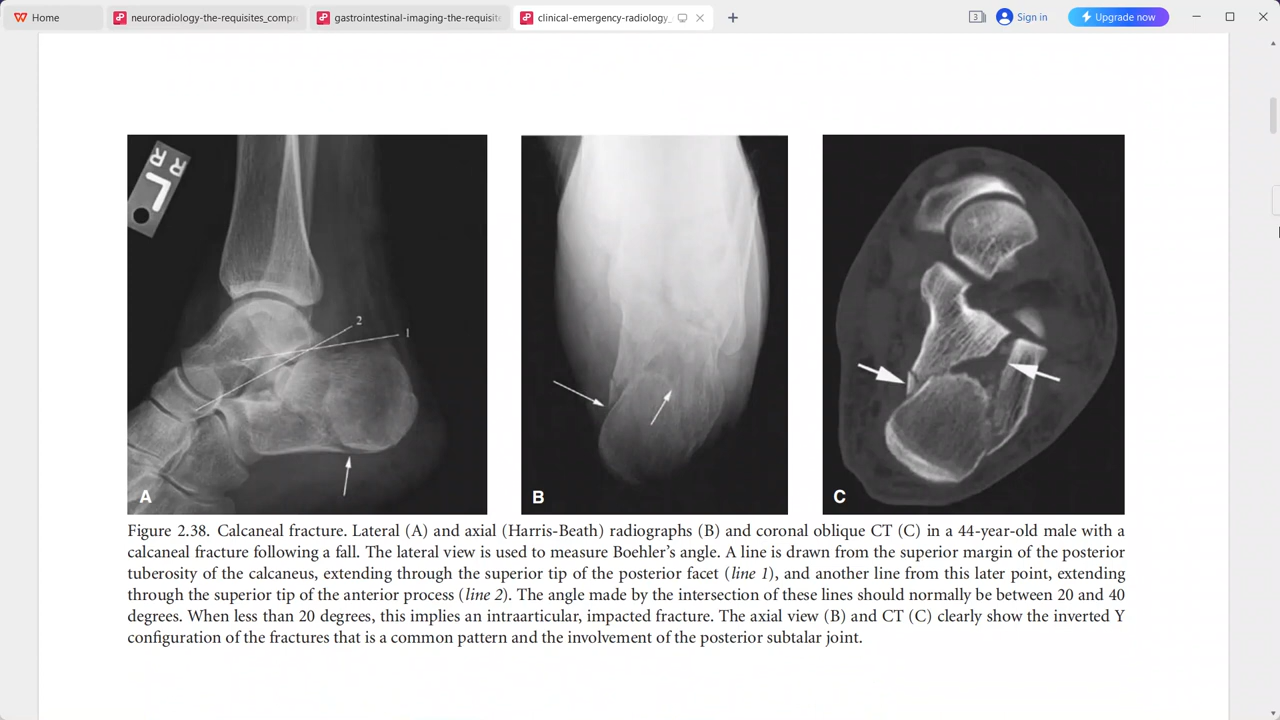 Home
neuroradiology-the-requisites_compr
gastrointestinal-imaging-the-requisite
clinical-emergency-radiology_
3
Sign in
Upgrade now
R R
L
2
1
A
B
C
Figure 2.38. Calcaneal fracture. Lateral (A) and axial (Harris-Beath) radiographs (B) and coronal oblique CT (C) in a 44-year-old male with a
calcaneal fracture following a fall. The lateral view is used to measure Boehler's angle. A line is drawn from the superior margin of the posterior
tuberosity of the calcaneus, extending through the superior tip of the posterior facet (line 1), and another line from this later point, extending
through the superior tip of the anterior process (line 2). The angle made by the intersection of these lines should normally be between 20 and 40
degrees. When less than 20 degrees, this implies an intraarticular, impacted fracture. The axial view (B) and CT (C) clearly show the inverted Y
configuration of the fractures that is a common pattern and the involvement of the posterior subtalar joint.